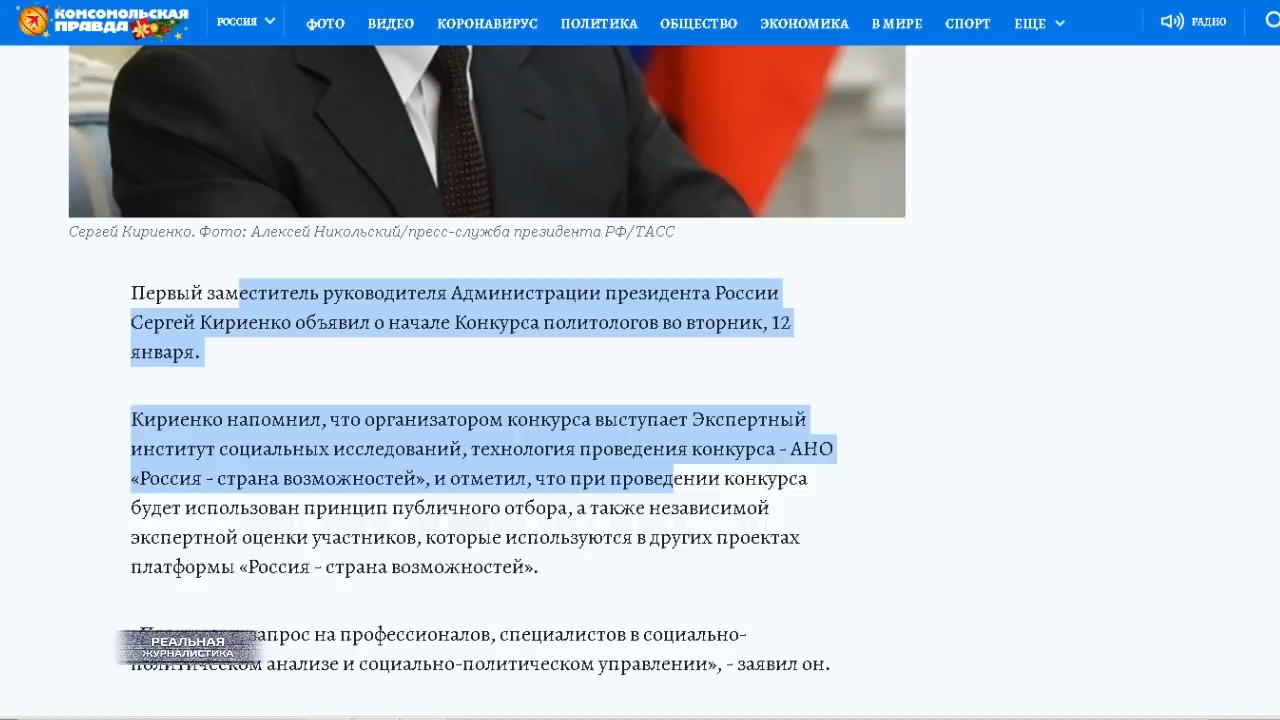 КОМСОМОЛЬСКАЯ
ПРАВДА
РОССИЯ
ФОТО ВИДЕО КОРОНАВИРУС ПОЛИТИКА ОБЩЕСТВО ЭКОНОМИКА В МИРЕ СПОРТ ЕЩЕ РАДИО
Сергей Кириенко. Фото: Алексей Никольский/пресс-служба президента РФ/ТАСС
Первый заместитель руководителя Администрации президента России
Сергей Кириенко объявил о начале Конкурса политологов во вторник, 12
января.
Кириенко напомнил, что организатором конкурса выступает Экспертный
институт социальных исследований, технология проведения конкурса - АНО
«Россия - страна возможностей», и отметил, что при проведении конкурса
будет использован принцип публичного отбора, а также независимой
экспертной оценки участников, которые используются в других проектах
платформы «Россия - страна возможностей».
запрос на профессионалов, специалистов в социально-
политическом анализе и социально-политическом управлении», - заявил он.
РЕАЛЬНАЯ
ЖУРНАЛИСТИКА